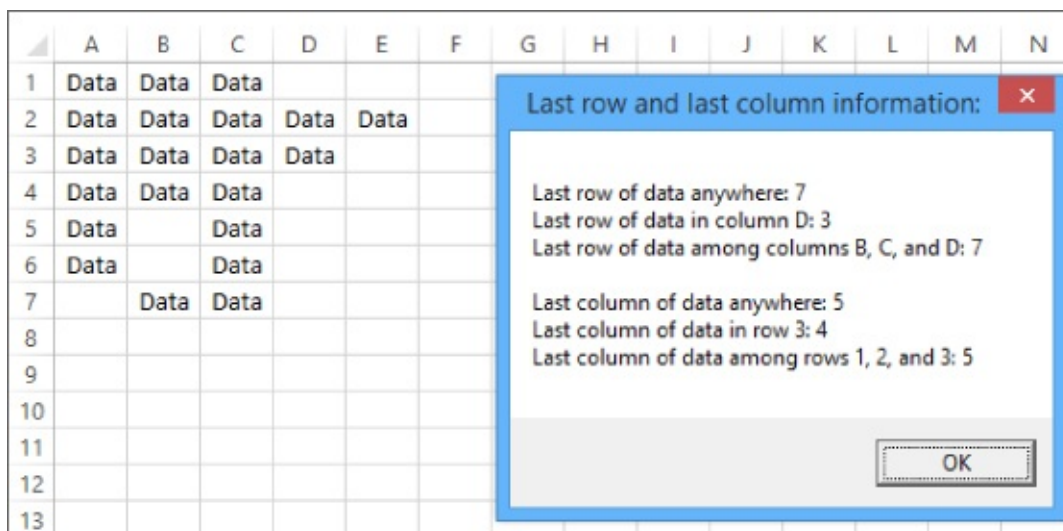 A B C D E F G H I J K L M N
1 Data Data Data
2 Data Data Data Data Data
3 Data Data Data Data
4 Data Data Data
5 Data Data
6 Data Data
7 Data Data
8
9
10
11
12
13
Last row and last column information:
Last row of data anywhere: 7
Last row of data in column D: 3
Last row of data among columns B, C, and D: 7
Last column of data anywhere: 5
Last column of data in row 3: 4
Last column of data among rows 1, 2, and 3: 5
OK